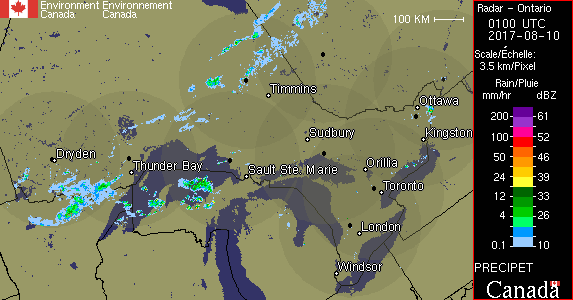 Environment Environnement
Canada Canada
100 KM
Timmins
Ottawa
Sudbury
Kingston
Dryden
Thunder Bay
Sault Ste. Marie
Orillia
Toronto
London
Windsor
Radar - Ontario
0100 UTC
2017-08-10
Scale/Échelle:
3.5 km/Pixel
Rain/Pluie
mm/hr dBZ
200 61
100 52
50 46
24 39
12 33
4 26
0.1 10
PRECIPET
Canada